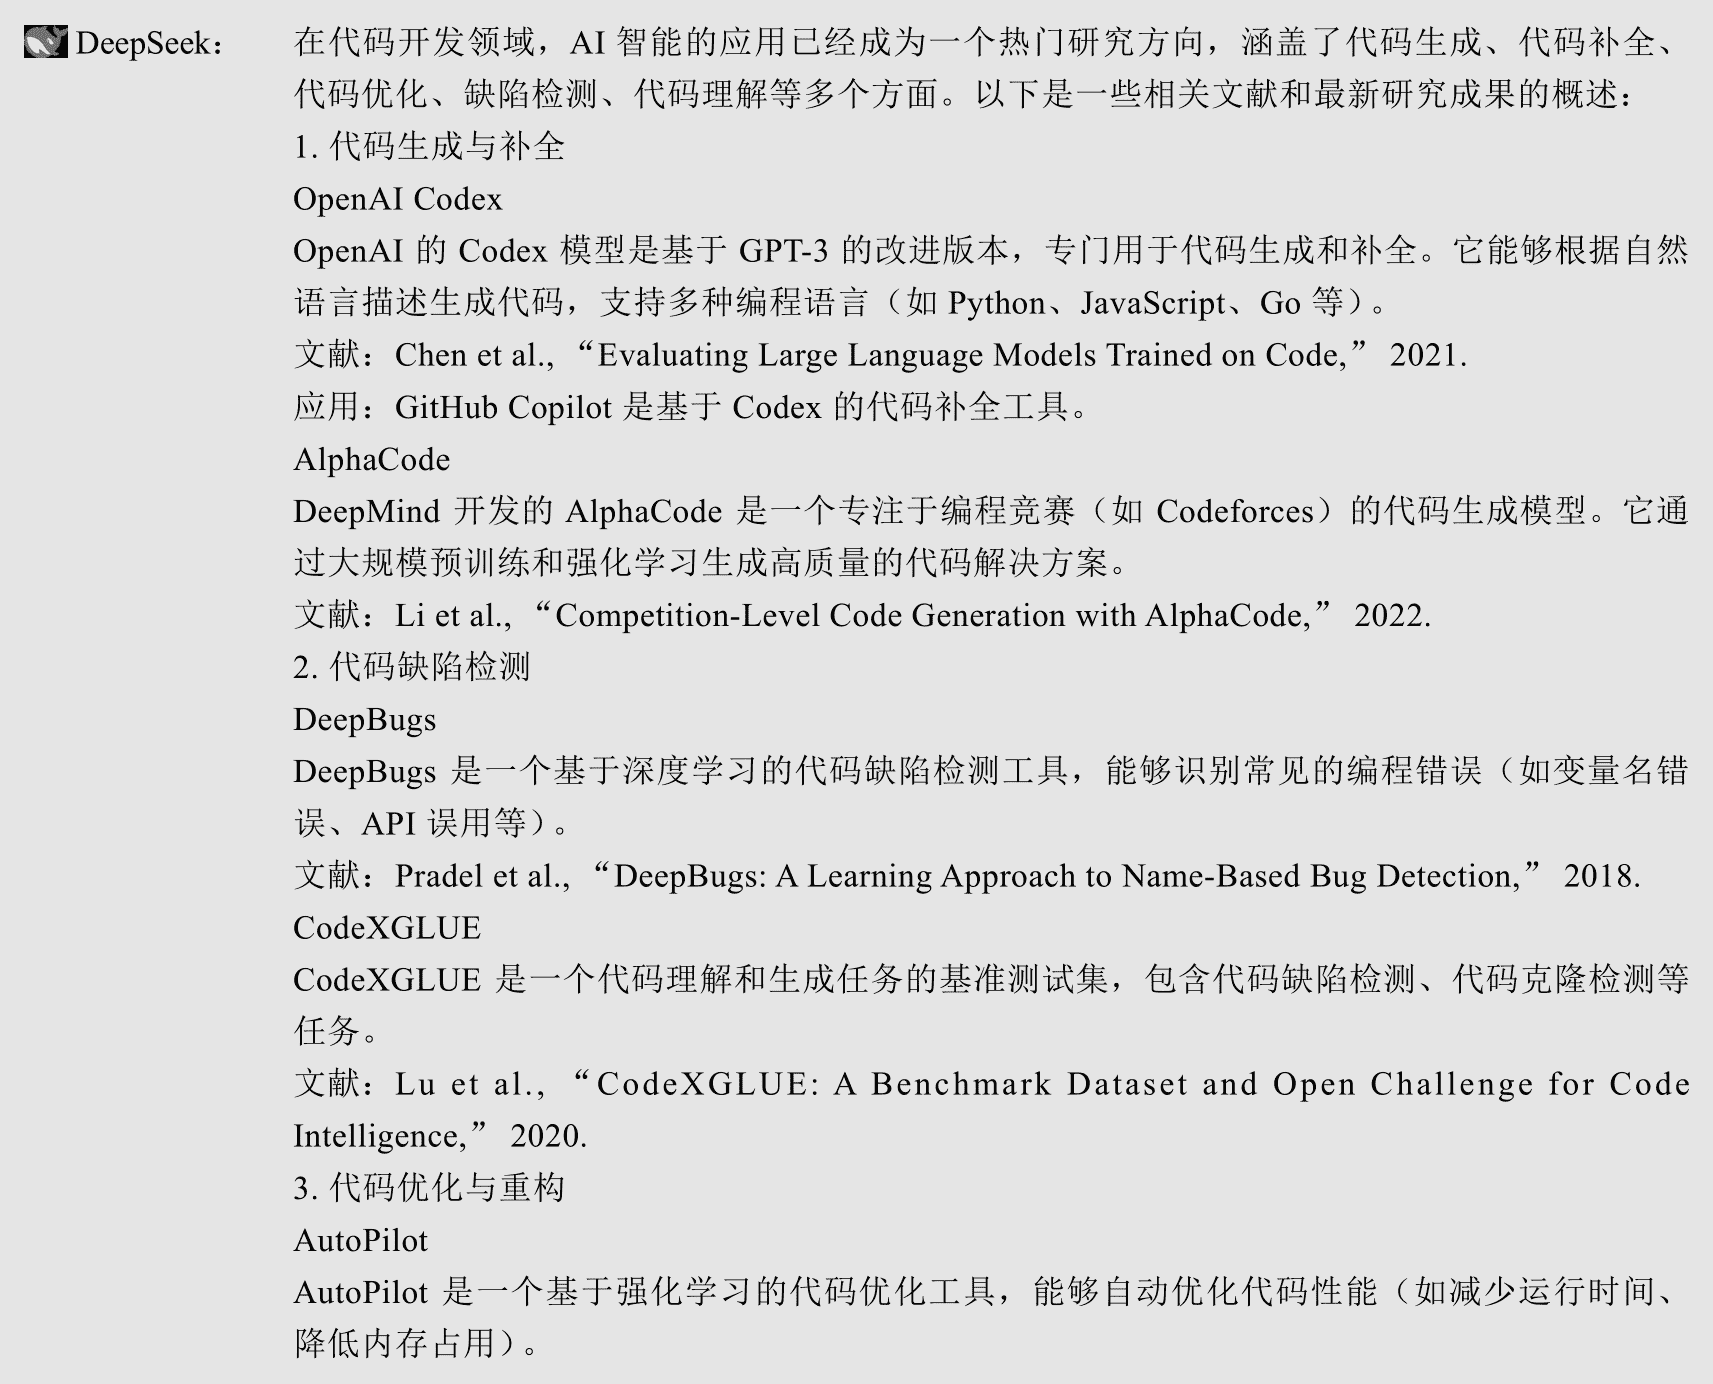 DeepSeek： 在代码开发领域，AI 智能的应用已经成为一个热门研究方向，涵盖了代码生成、代码补全、
代码优化、缺陷检测、代码理解等多个方面。以下是一些相关文献和最新研究成果的概述：
1. 代码生成与补全
OpenAI Codex
OpenAI 的 Codex 模型是基于 GPT-3 的改进版本，专门用于代码生成和补全。它能够根据自然
语言描述生成代码，支持多种编程语言（如 Python、JavaScript、Go 等）。
文献：Chen et al., “Evaluating Large Language Models Trained on Code,” 2021.
应用：GitHub Copilot 是基于 Codex 的代码补全工具。
AlphaCode
DeepMind 开发的 AlphaCode 是一个专注于编程竞赛（如 Codeforces）的代码生成模型。它通
过大规模预训练和强化学习生成高质量的代码解决方案。
文献：Li et al., “Competition-Level Code Generation with AlphaCode,” 2022.
2. 代码缺陷检测
DeepBugs
DeepBugs 是一个基于深度学习的代码缺陷检测工具，能够识别常见的编程错误（如变量名错
误、API 误用等）。
文献：Pradel et al., “DeepBugs: A Learning Approach to Name-Based Bug Detection,” 2018.
CodeXGLUE
CodeXGLUE 是一个代码理解和生成任务的基准测试集，包含代码缺陷检测、代码克隆检测等
任务。
文献：Lu et al., “CodeXGLUE: A Benchmark Dataset and Open Challenge for Code
Intelligence,” 2020.
3. 代码优化与重构
AutoPilot
AutoPilot 是一个基于强化学习的代码优化工具，能够自动优化代码性能（如减少运行时间、
降低内存占用）。